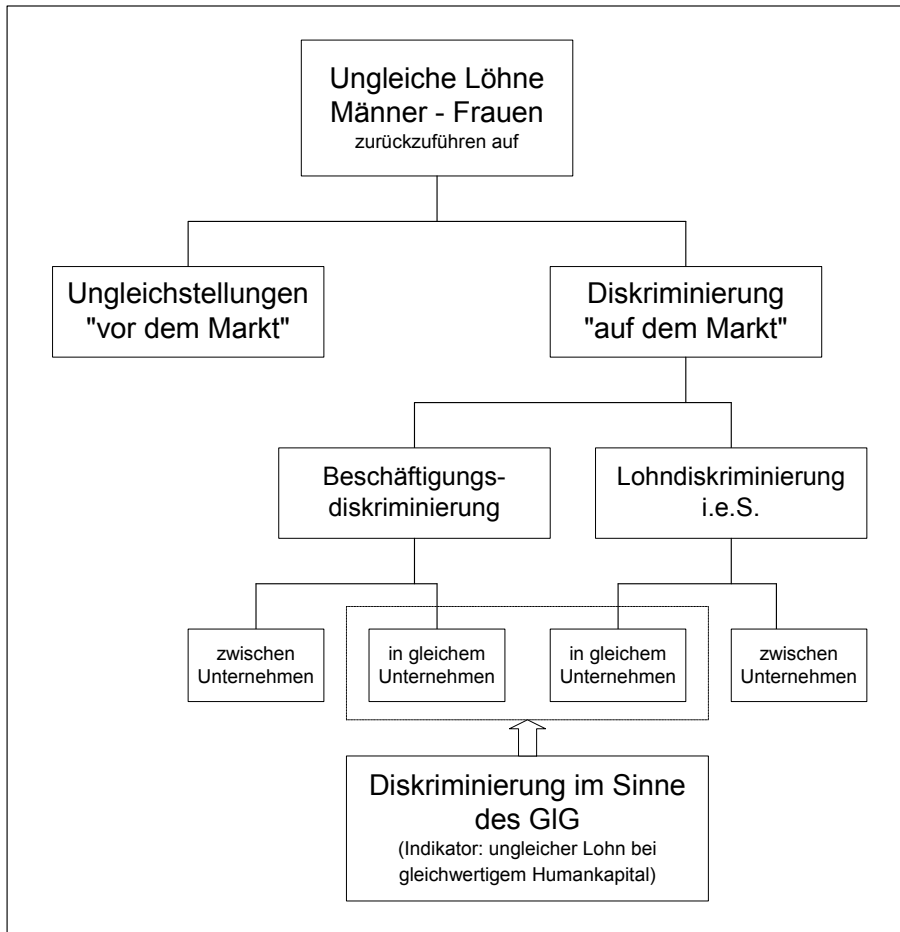 Ungleiche Löhne
Männer - Frauen
zurückzuführen auf
Ungleichstellungen
"vor dem Markt"
Diskriminierung
"auf dem Markt"
Beschäftigungs-
diskriminierung
Lohndiskriminierung
i.e.S.
zwischen
Unternehmen
in gleichem
Unternehmen
in gleichem
Unternehmen
zwischen
Unternehmen
Diskriminierung im Sinne
des GlG
(Indikator: ungleicher Lohn bei
gleichwertigem Humankapital)